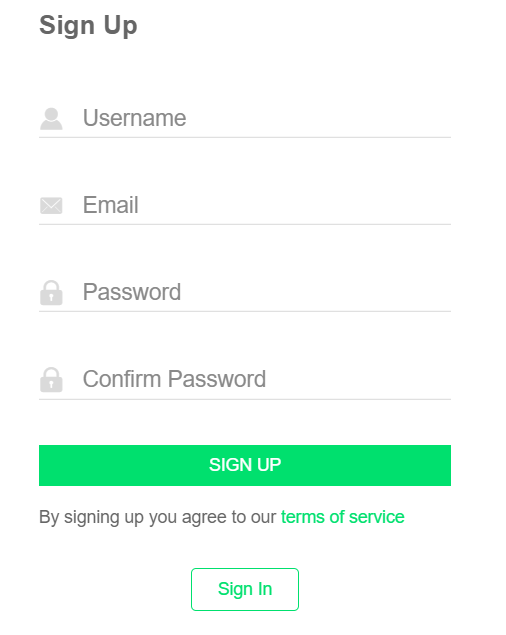 Sign Up
Username
Email
Password
Confirm Password
SIGN UP
By signing up you agree to our terms of service
Sign In